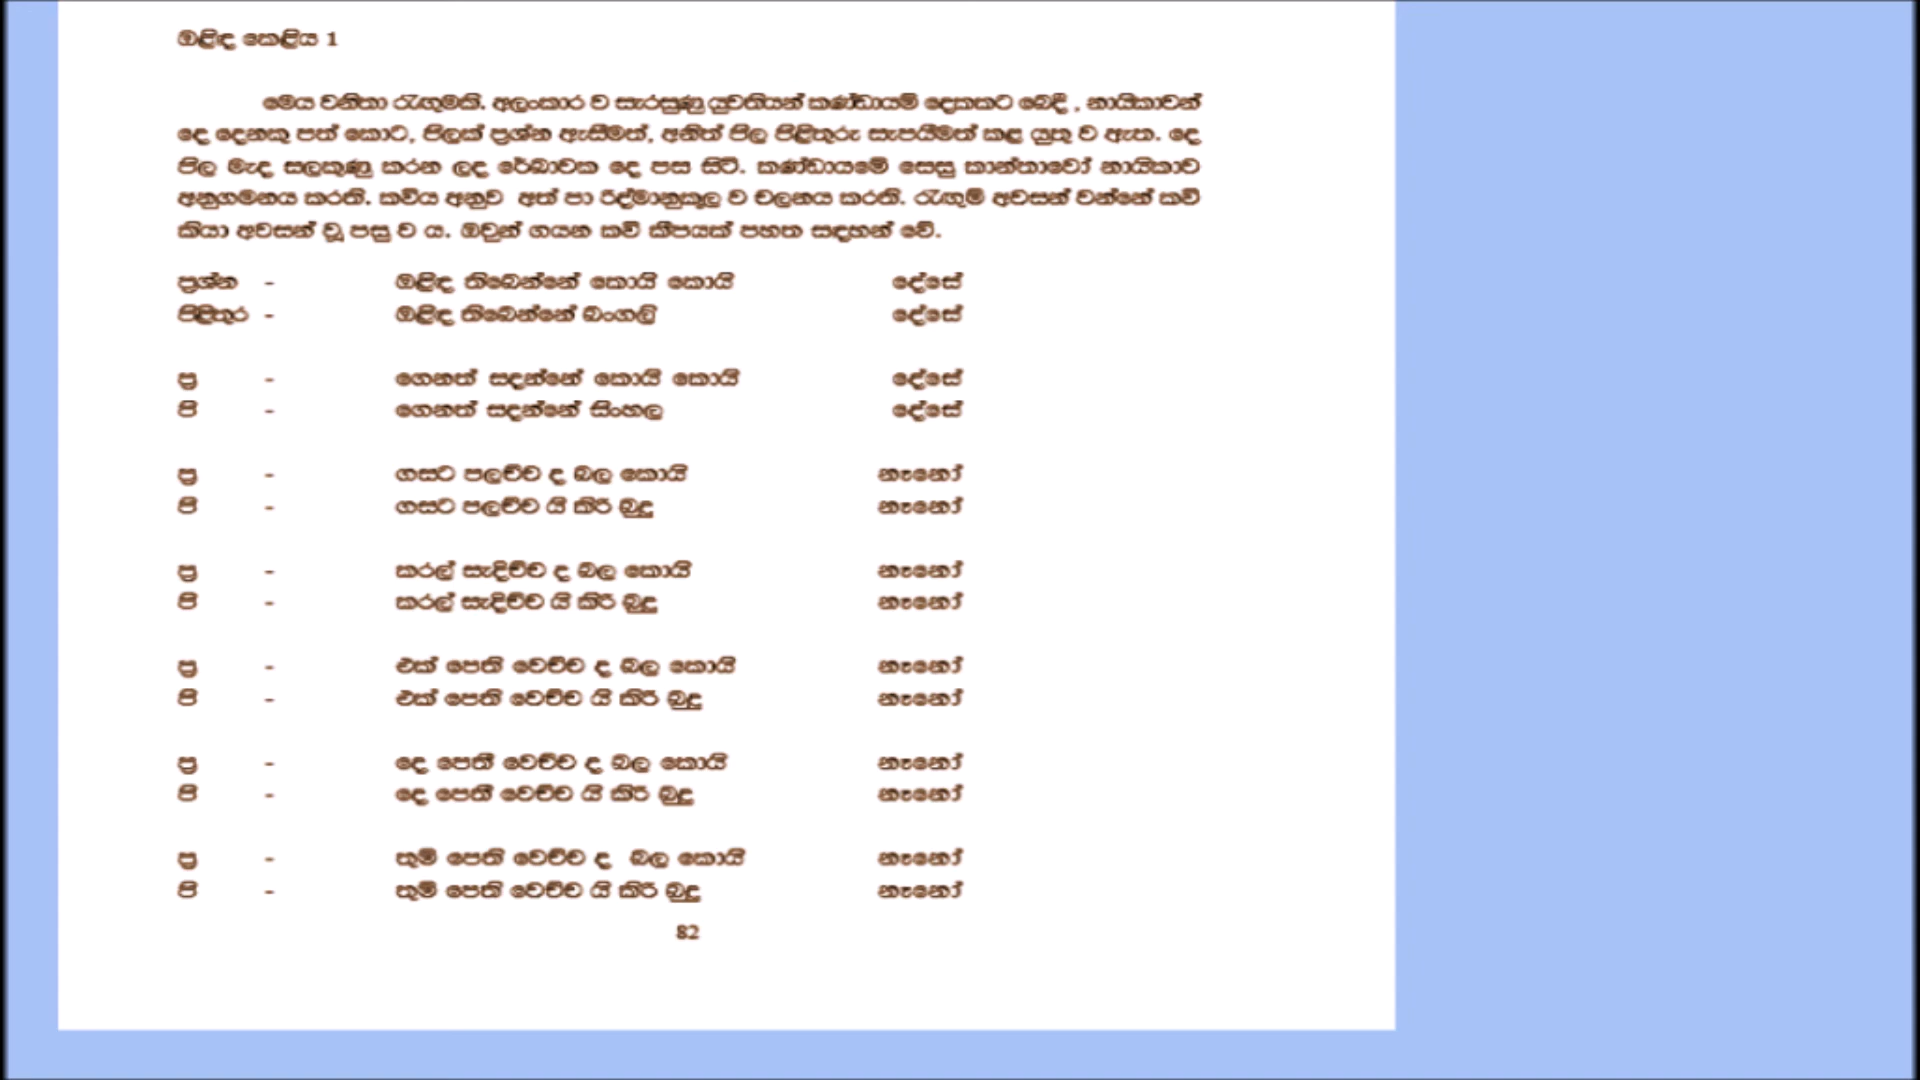 ඔළිඳ කෙළිය 1
මෙය වනිතා රැඟුමකි. අලංකාර ව සැරසුණු යුවතියන් කණ්ඩායම් දෙකකට බෙදී , නායිකාවන්
දෙ දෙනකු පත් කොට, පිලක් ප්‍රශ්න ඇසීමත්, අනිත් පිල පිළිතුරු සැපයීමත් කළ යුතු ව ඇත. දෙ
පිල මැද සලකුණු කරන ලද රේඛාවක දෙ පස සිටී. කණ්ඩායමේ සෙසු කාන්තාවෝ නායිකාව
අනුගමනය කරති. කවිය අනුව අත් පා රිද්මානුකූල ව චලනය කරති. රැඟුම් අවසන් වන්නේ කවි
කියා අවසන් වූ පසු ව ය. ඔවුන් ගයන කවි කීපයක් පහත සඳහන් වේ.
ප්‍රශ්න - ඔළිඳ තිබෙන්නේ කොයි කොයි දේසේ
පිළිතුර - ඔළිඳ තිබෙන්නේ බංගලි දේසේ
ප්‍ර - ගෙනත් සදන්නේ කොයි කොයි දේසේ
පි - ගෙනත් සදන්නේ සිංහල දේසේ
ප්‍ර - ගසට පලච්ච ද බල කොයි නෑනෝ
පි - ගසට පලච්ච යි කිරි බුදු නෑනෝ
ප්‍ර - කරල් සැදිච්ච ද බල කොයි නෑනෝ
පි - කරල් සැදිච්ච යි කිරි බුදු නෑනෝ
ප්‍ර - එක් පෙති වෙච්ච ද බල කොයි නෑනෝ
පි - එක් පෙති වෙච්ච යි කිරි බුදු නෑනෝ
ප්‍ර - දෙ පෙති වෙච්ච ද බල කොයි නෑනෝ
පි - දෙ පෙති වෙච්ච යි කිරි බුදු නෑනෝ
ප්‍ර - තුම් පෙති වෙච්ච ද බල කොයි නෑනෝ
පි - තුම් පෙති වෙච්ච යි කිරි බුදු නෑනෝ
82